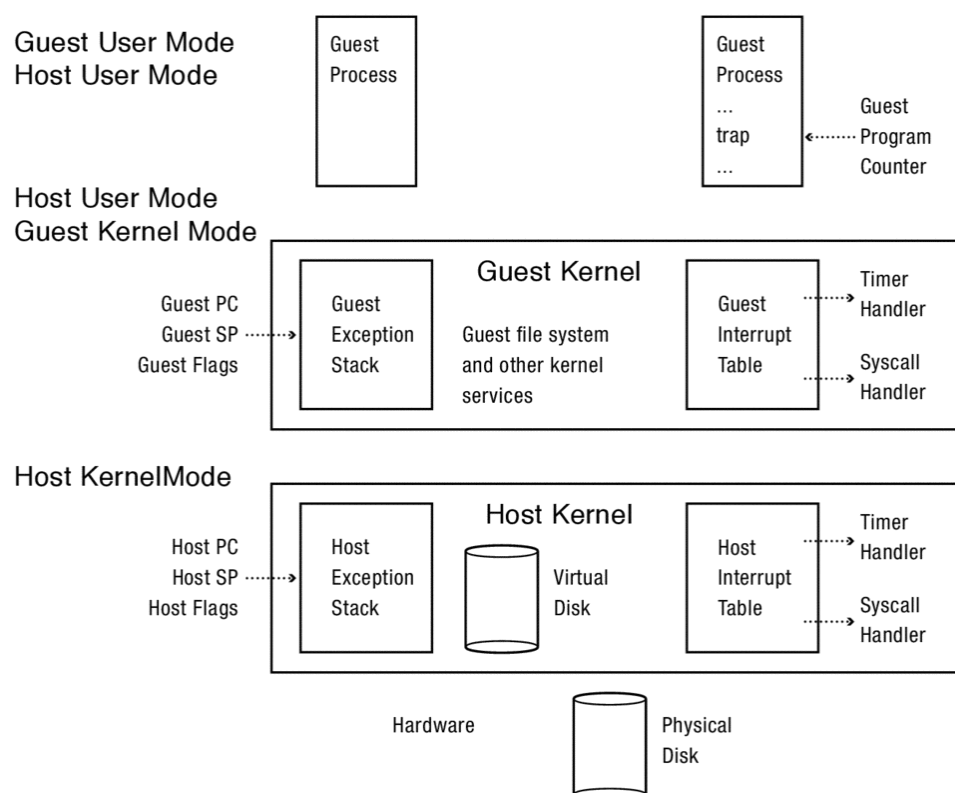 Guest User Mode
Host User Mode
Guest
Process
Guest
Process
...
trap
...
Guest
Program
Counter
Host User Mode
Guest Kernel Mode
Guest Kernel
Guest PC
Guest SP
Guest Flags
Guest
Exception
Stack
Guest file system
and other kernel
services
Guest
Interrupt
Table
Timer
Handler
Syscall
Handler
Host KernelMode
Host Kernel
Host PC
Host SP
Host Flags
Host
Exception
Stack
Virtual
Disk
Host
Interrupt
Table
Timer
Handler
Syscall
Handler
Hardware
Physical
Disk